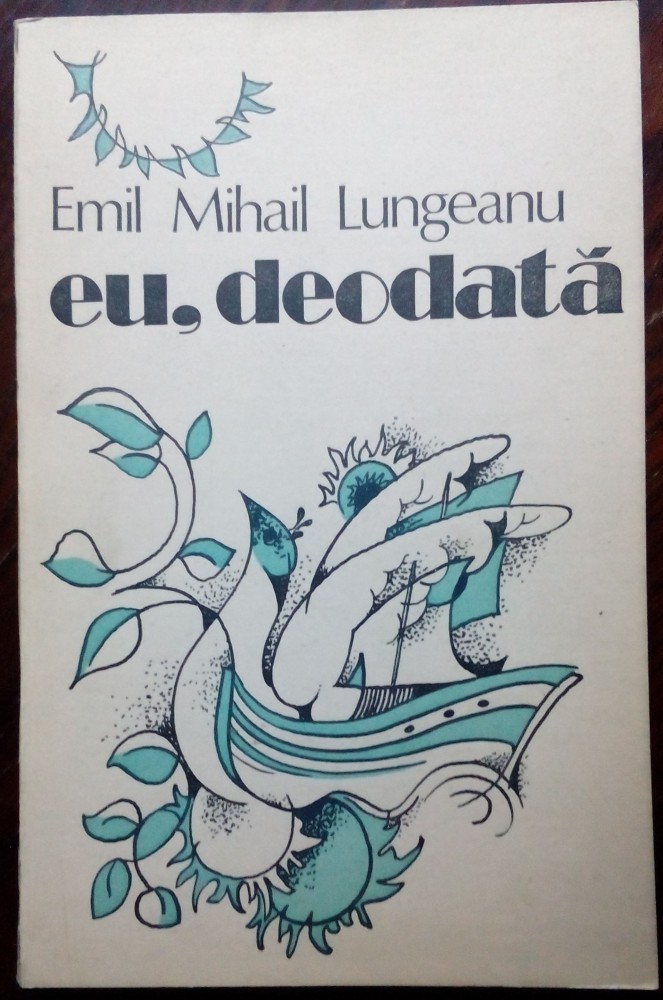 Emil Mihail Lungeanu
eu, deodată